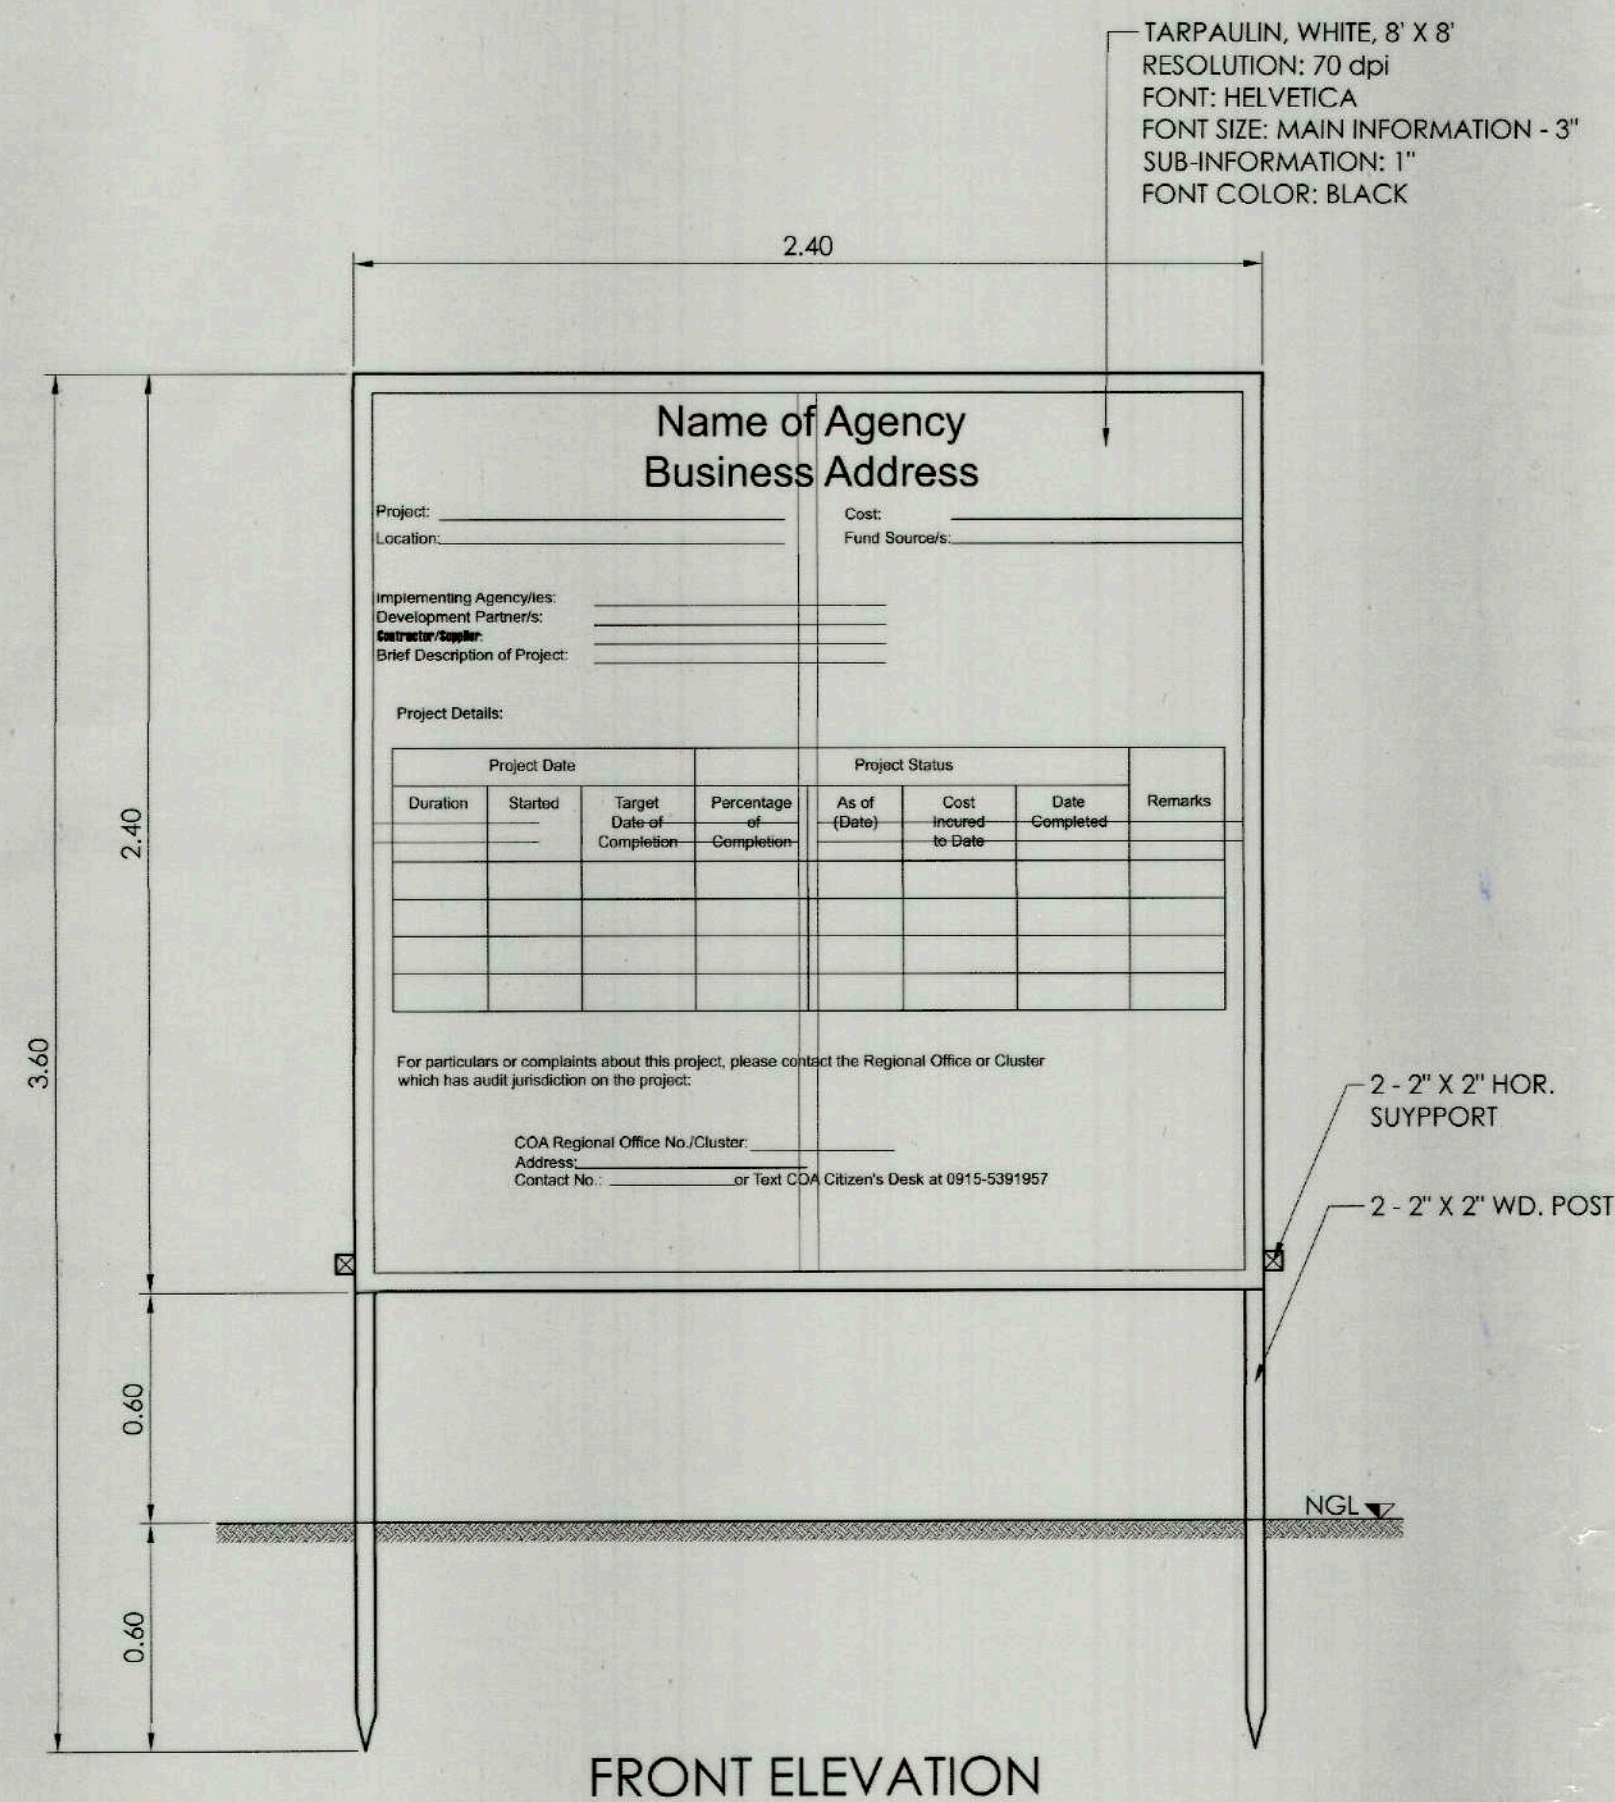 TARPAULIN, WHITE, 8' X 8'
RESOLUTION: 70 dpi
FONT: HELVETICA
FONT SIZE: MAIN INFORMATION - 3"
SUB-INFORMATION: 1"
FONT COLOR: BLACK
2.40
Name of Agency
Business Address
Project:
Cost:
Location:
Fund Source/s:
Implementing Agency/ies:
Development Partner/s:
Contractor/Supplier:
Brief Description of Project:
Project Details:
Project Date
Project Status
Remarks
Duration
Started
Target
Date of
Completion
Percentage
of
Completion
As of
(Date)
Cost
Incured
to Date
Date
Completed
For particulars or complaints about this project, please contact the Regional Office or Cluster
which has audit jurisdiction on the project:
COA Regional Office No./Cluster:
Address:
Contact No.: or Text COA Citizen's Desk at 0915-5391957
2.40
3.60
0.60
0.60
2 - 2" X 2" HOR.
SUYPPORT
2 - 2" X 2" WD. POST
NGL
FRONT ELEVATION